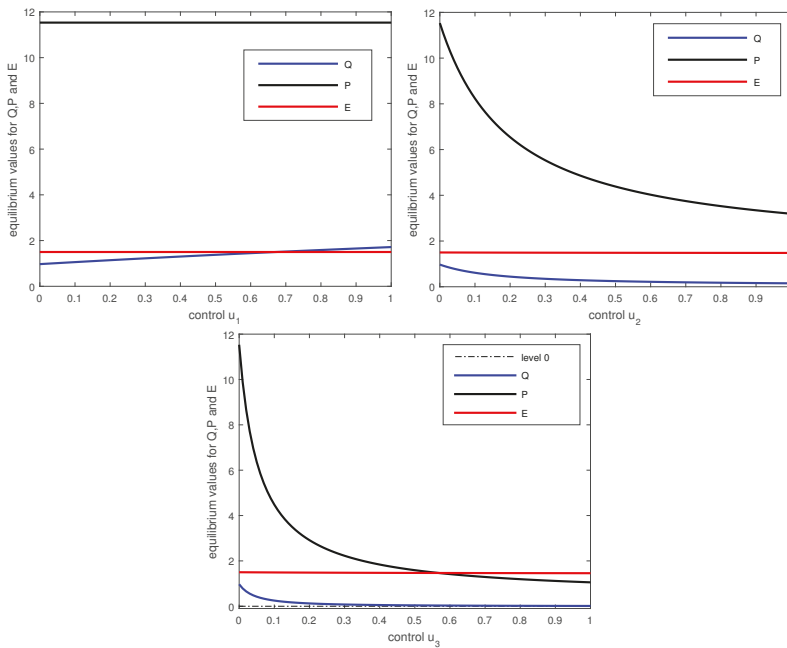 equilibrium values for Q,P and E
12
10
8
6
4
2
0
Q
P
E
0 0.1 0.2 0.3 0.4 0.5 0.6 0.7 0.8 0.9 1
control u1
equilibrium values for Q,P and E
12
10
8
6
4
2
0
Q
P
E
0 0.1 0.2 0.3 0.4 0.5 0.6 0.7 0.8 0.9
control u2
equilibrium values for Q,P and E
12
10
8
6
4
2
0
level 0
Q
P
E
0 0.1 0.2 0.3 0.4 0.5 0.6 0.7 0.8 0.9 1
control u3